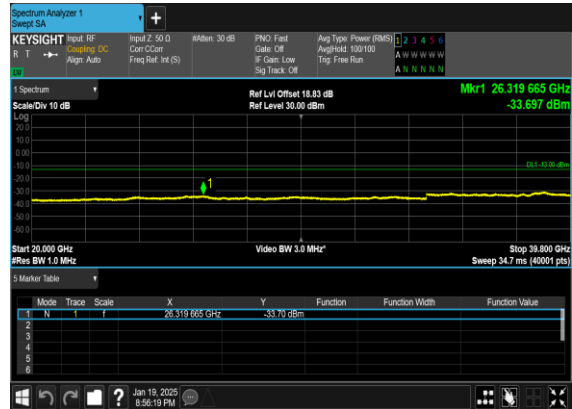 Spectrum Analyzer 1
Swept SA
+
KEYSIGHT Input: RF Input Z: 50 Ω #Atten: 30 dB PNO: Fast Avg Type: Power (RMS) 1 2 3 4 5 6
R T Coupling: DC Corr CCorr Gate: Off Avg|Hold: 100/100 A W W W W W
Align: Auto Freq Ref: Int (S) IF Gain: Low Trig: Free Run A N N N N N
Sig Track: Off
1 Spectrum
Ref Lvl Offset 18.83 dB Mkr1 26.319 665 GHz
Scale/Div 10 dB Ref Level 30.00 dBm -33.697 dBm
Log
20.0
10.0
0.00
-10.0
DL1 -13.00 dBm
-20.0
1
-30.0
-40.0
-50.0
-60.0
Start 20.000 GHz Video BW 3.0 MHz* Stop 39.800 GHz
#Res BW 1.0 MHz Sweep 34.7 ms (40001 pts)
5 Marker Table
Mode Trace Scale X Y Function Function Width Function Value
1 N 1 f 26.319 665 GHz -33.70 dBm
2
3
4
5
6
? Jan 19, 2025
8:56:19 PM